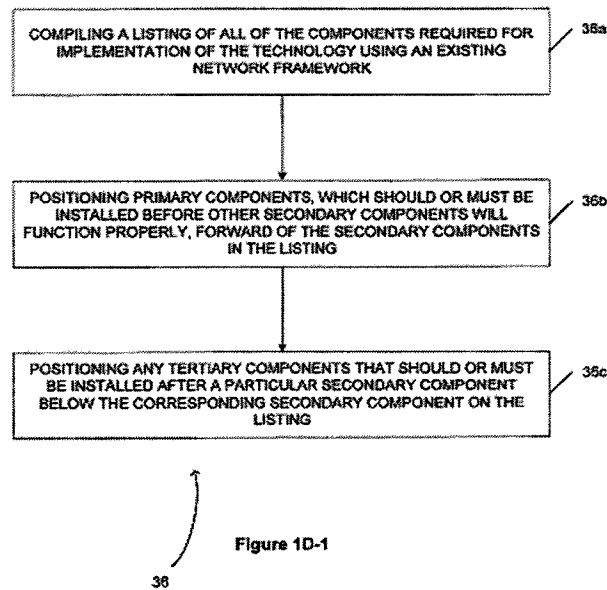 COMPILING A LISTING OF ALL OF THE COMPONENTS REQUIRED FOR
IMPLEMENTATION OF THE TECHNOLOGY USING AN EXISTING
NETWORK FRAMEWORK
36a
POSITIONING PRIMARY COMPONENTS, WHICH SHOULD OR MUST BE
INSTALLED BEFORE OTHER SECONDARY COMPONENTS WILL
FUNCTION PROPERLY, FORWARD OF THE SECONDARY COMPONENTS
IN THE LISTING
36b
POSITIONING ANY TERTIARY COMPONENTS THAT SHOULD OR MUST
BE INSTALLED AFTER A PARTICULAR SECONDARY COMPONENT
BELOW THE CORRESPONDING SECONDARY COMPONENT ON THE
LISTING
36c
Figure 1D-1
36